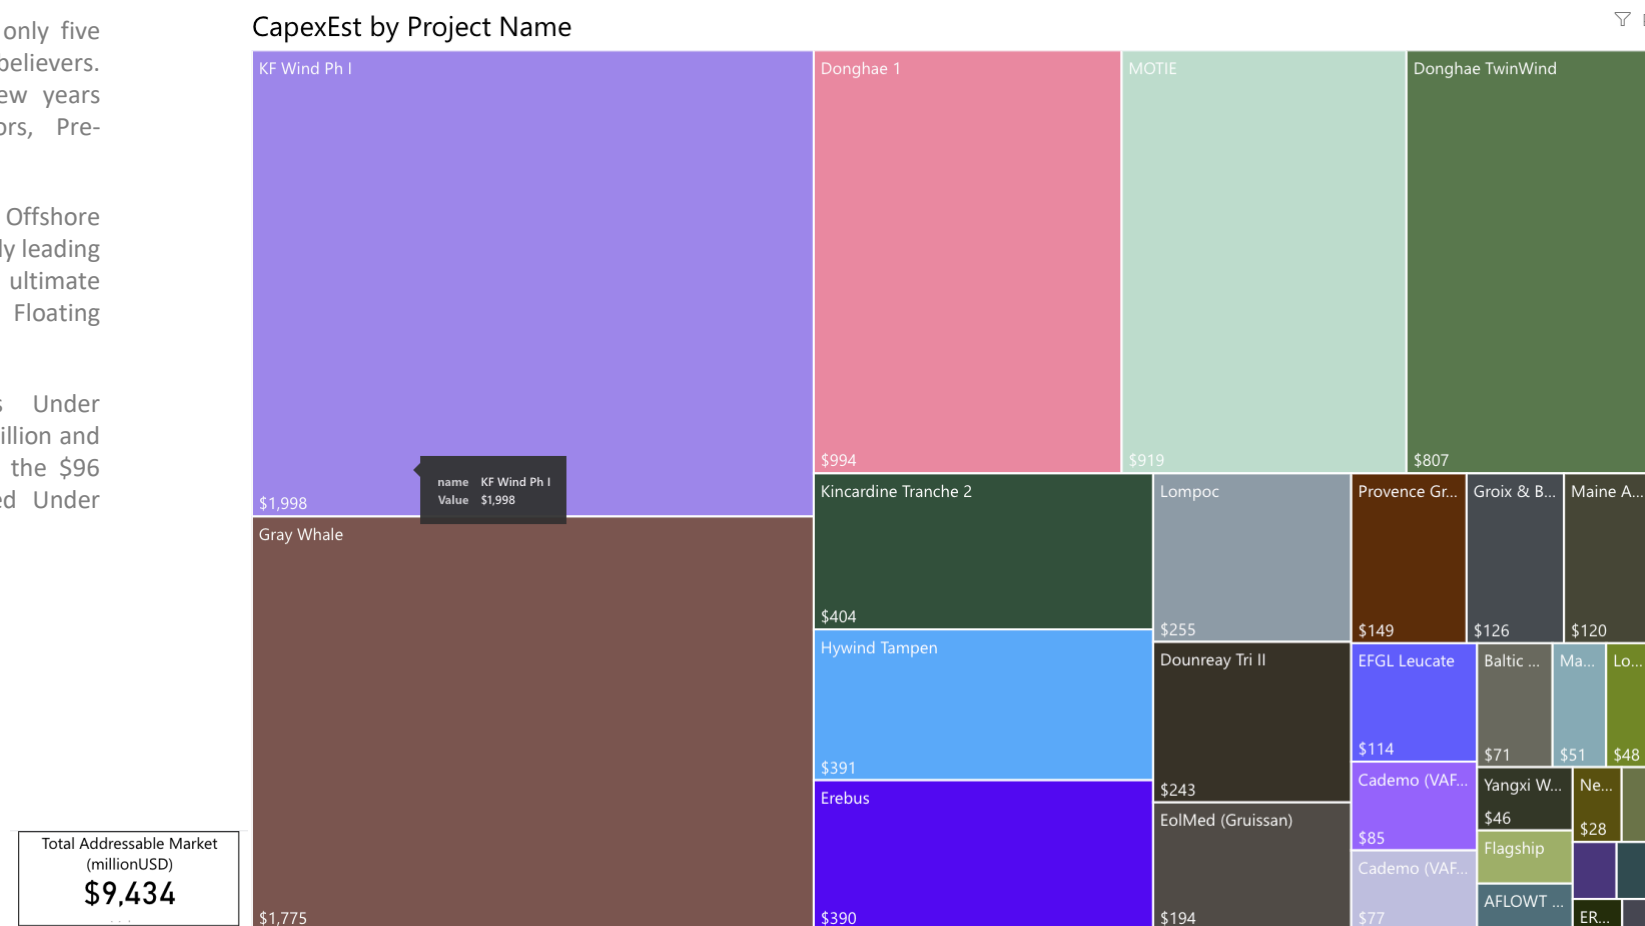 only five
believers.
ew years
ors, Pre-
Offshore
ly leading
ultimate
Floating
s Under
illion and
the $96
ed Under
Total Addressable Market
(millionUSD)
$9,434
CapexEst by Project Name
KF Wind Ph I
$1,998
name KF Wind Ph I
Value $1,998
Gray Whale
$1,775
Donghae 1
$994
MOTIE
$919
Donghae TwinWind
$807
Kincardine Tranche 2
$404
Hywind Tampen
$391
Erebus
$390
Lompoc
$255
Dounreay Tri II
$243
EolMed (Gruissan)
$194
Provence Gr...
$149
Groix & B...
$126
Maine A...
$120
EFGL Leucate
$114
Cademo (VAF...
$85
Cademo (VAF...
$77
Baltic ...
$71
Ma...
$51
Lo...
$48
Yangxi W...
$46
Ne...
$28
Flagship
AFLOWT ...
ER...